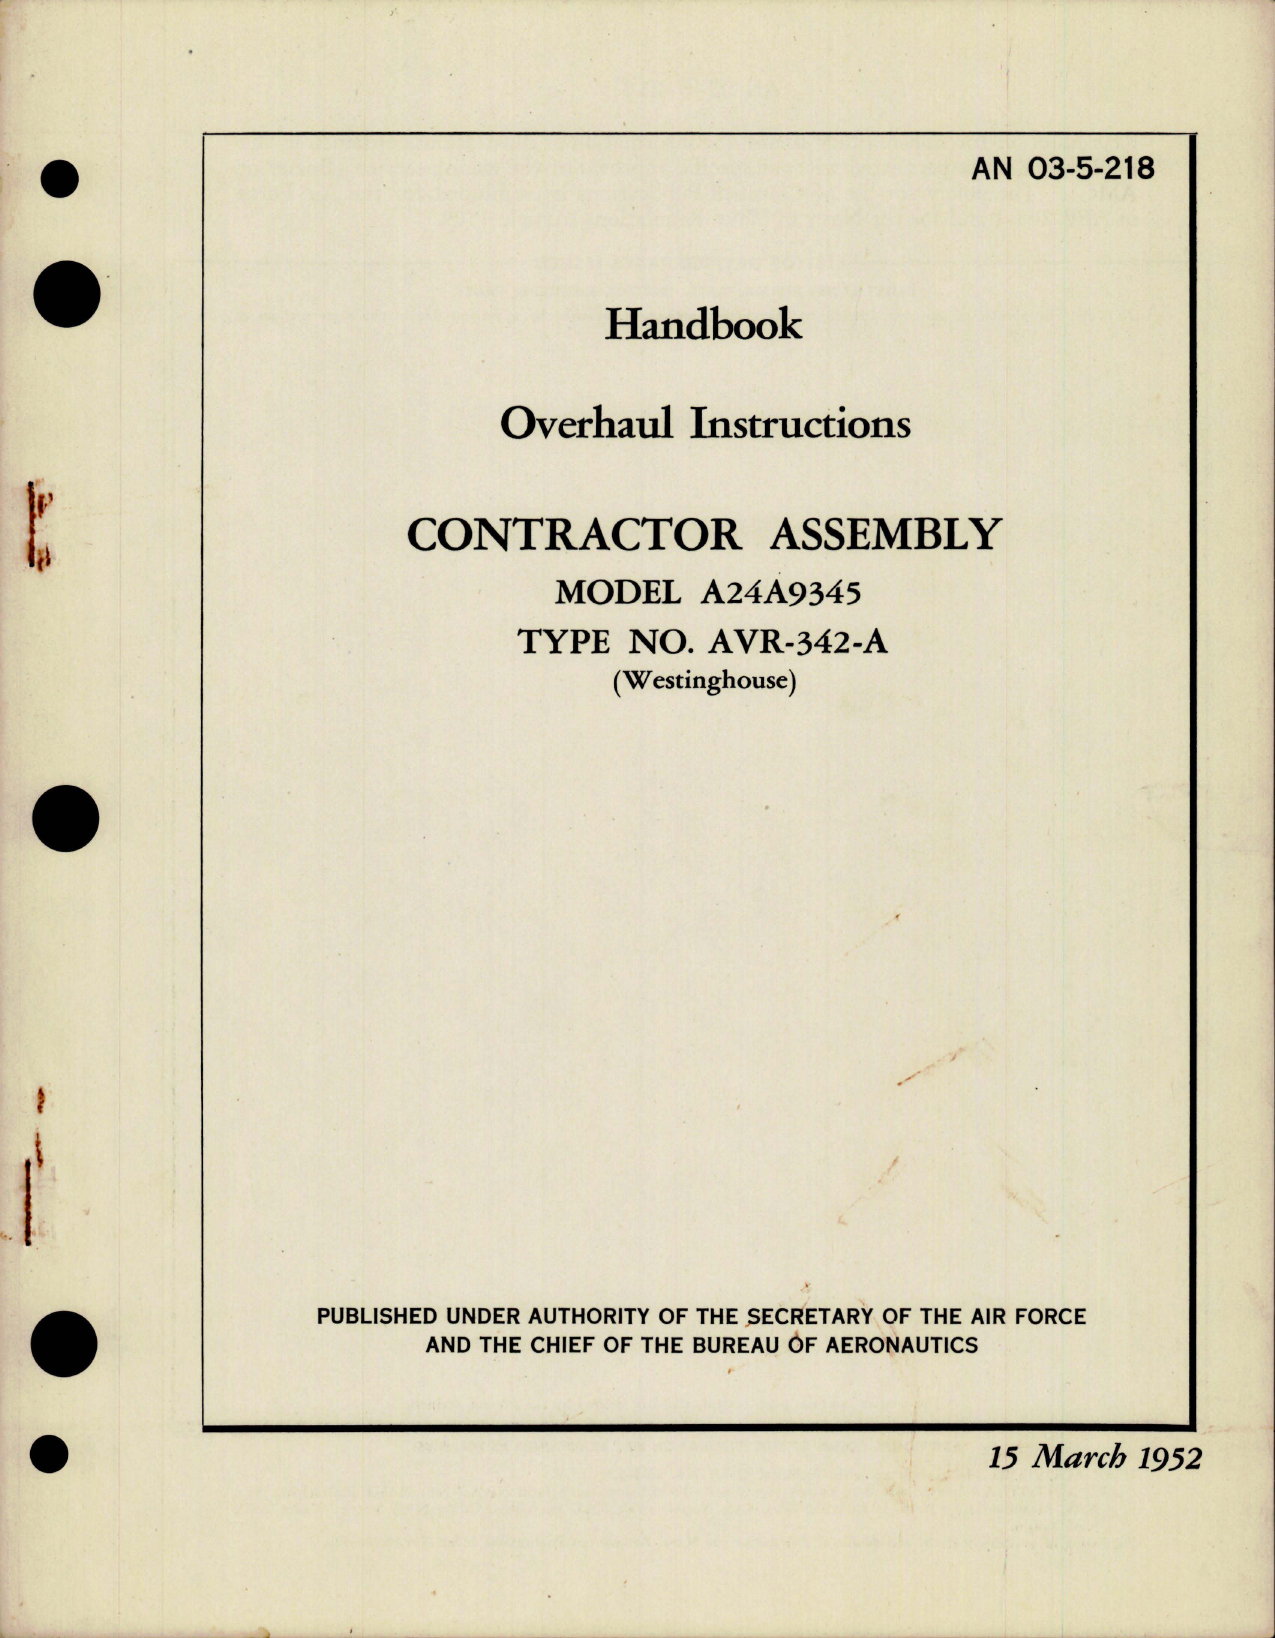 AN 03-5-218
Handbook
Overhaul Instructions
CONTRACTOR ASSEMBLY
MODEL A24A9345
TYPE NO. AVR-342-A
(Westinghouse)
PUBLISHED UNDER AUTHORITY OF THE SECRETARY OF THE AIR FORCE
AND THE CHIEF OF THE BUREAU OF AERONAUTICS
15 March 1952